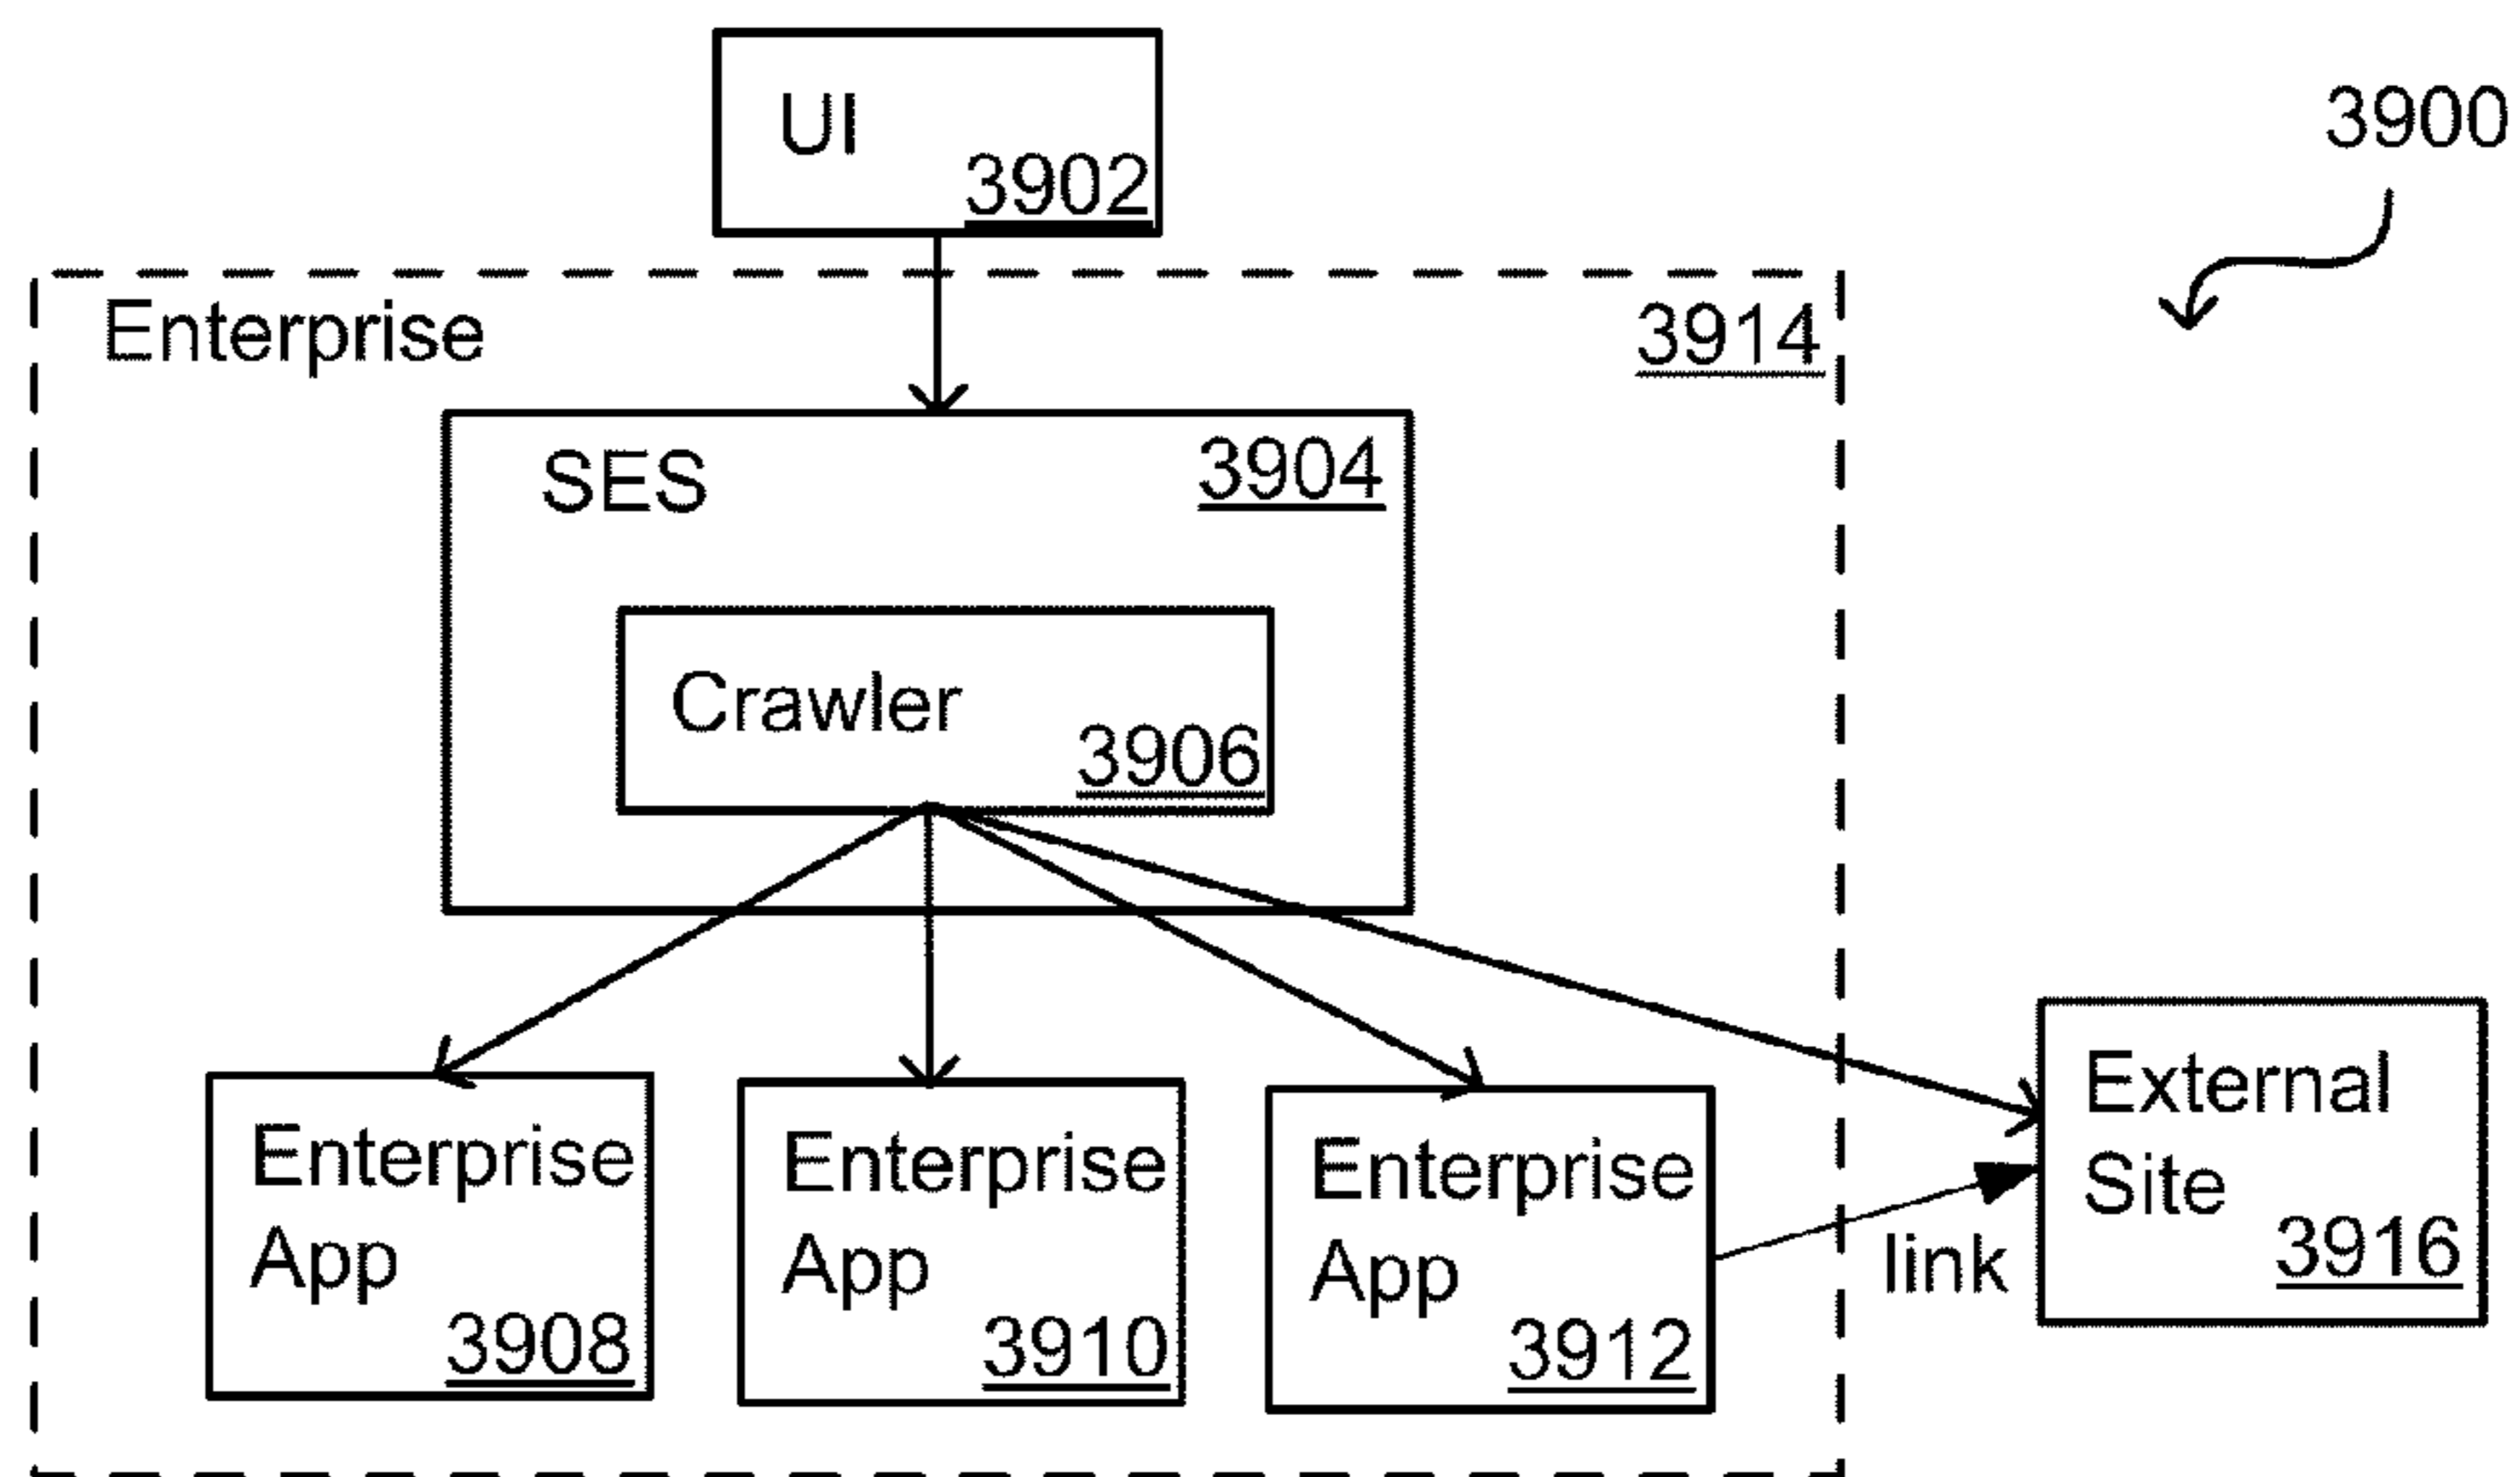 UI
3902
3900
Enterprise
3914
SES
3904
Crawler
3906
Enterprise
App
3908
Enterprise
App
3910
Enterprise
App
3912
link
External
Site
3916